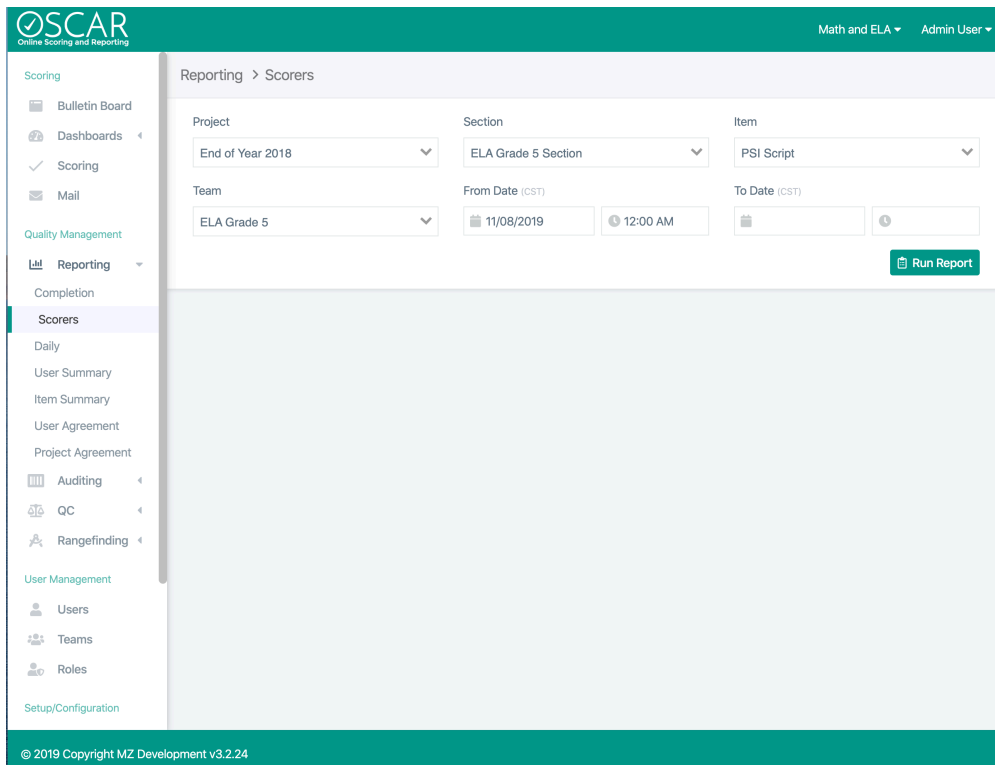 OSCAR
Online Scoring and Reporting
Math and ELA
Admin User
Scoring
Bulletin Board
Dashboards
Scoring
Mail
Quality Management
Reporting
Completion
Scorers
Daily
User Summary
Item Summary
User Agreement
Project Agreement
Auditing
QC
Rangefinding
User Management
Users
Teams
Roles
Setup/Configuration
Reporting > Scorers
Project
Section
Item
End of Year 2018
ELA Grade 5 Section
PSI Script
Team
From Date (CST)
To Date (CST)
ELA Grade 5
11/08/2019
12:00 AM
Run Report
© 2019 Copyright MZ Development v3.2.24